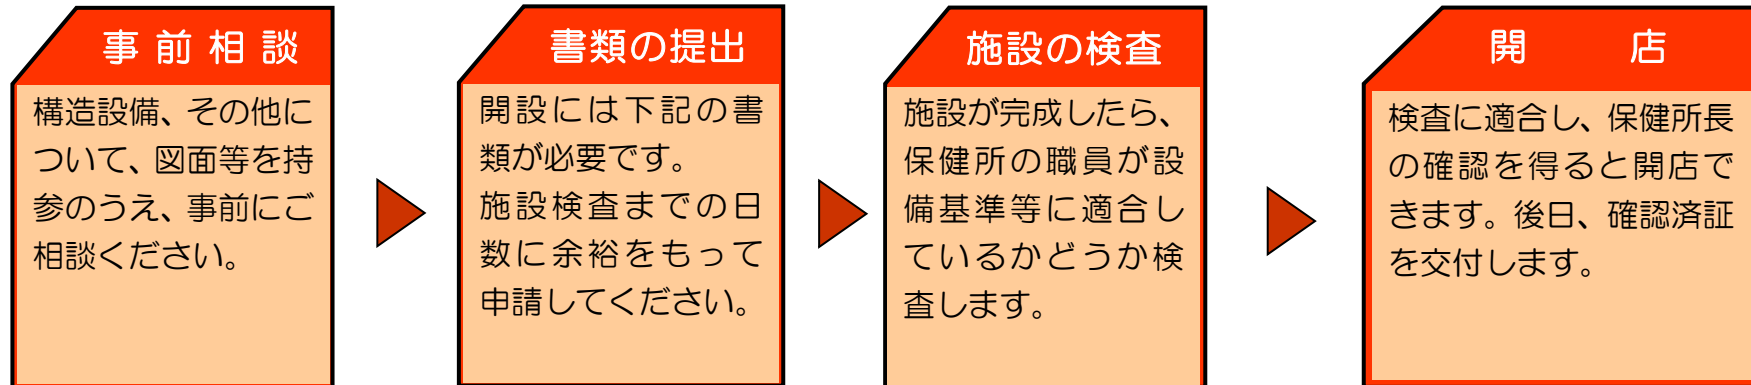 事前相談
構造設備、その他に
ついて、図面等を持
参のうえ、事前にご
相談ください。
書類の提出
開設には下記の書
類が必要です。
施設検査までの日
数に余裕をもって
申請してください。
施設の検査
施設が完成したら、
保健所の職員が設
備基準等に適合し
ているかどうか検
査します。
開店
検査に適合し、保健所長
の確認を得ると開店で
きます。後日、確認済証
を交付します。